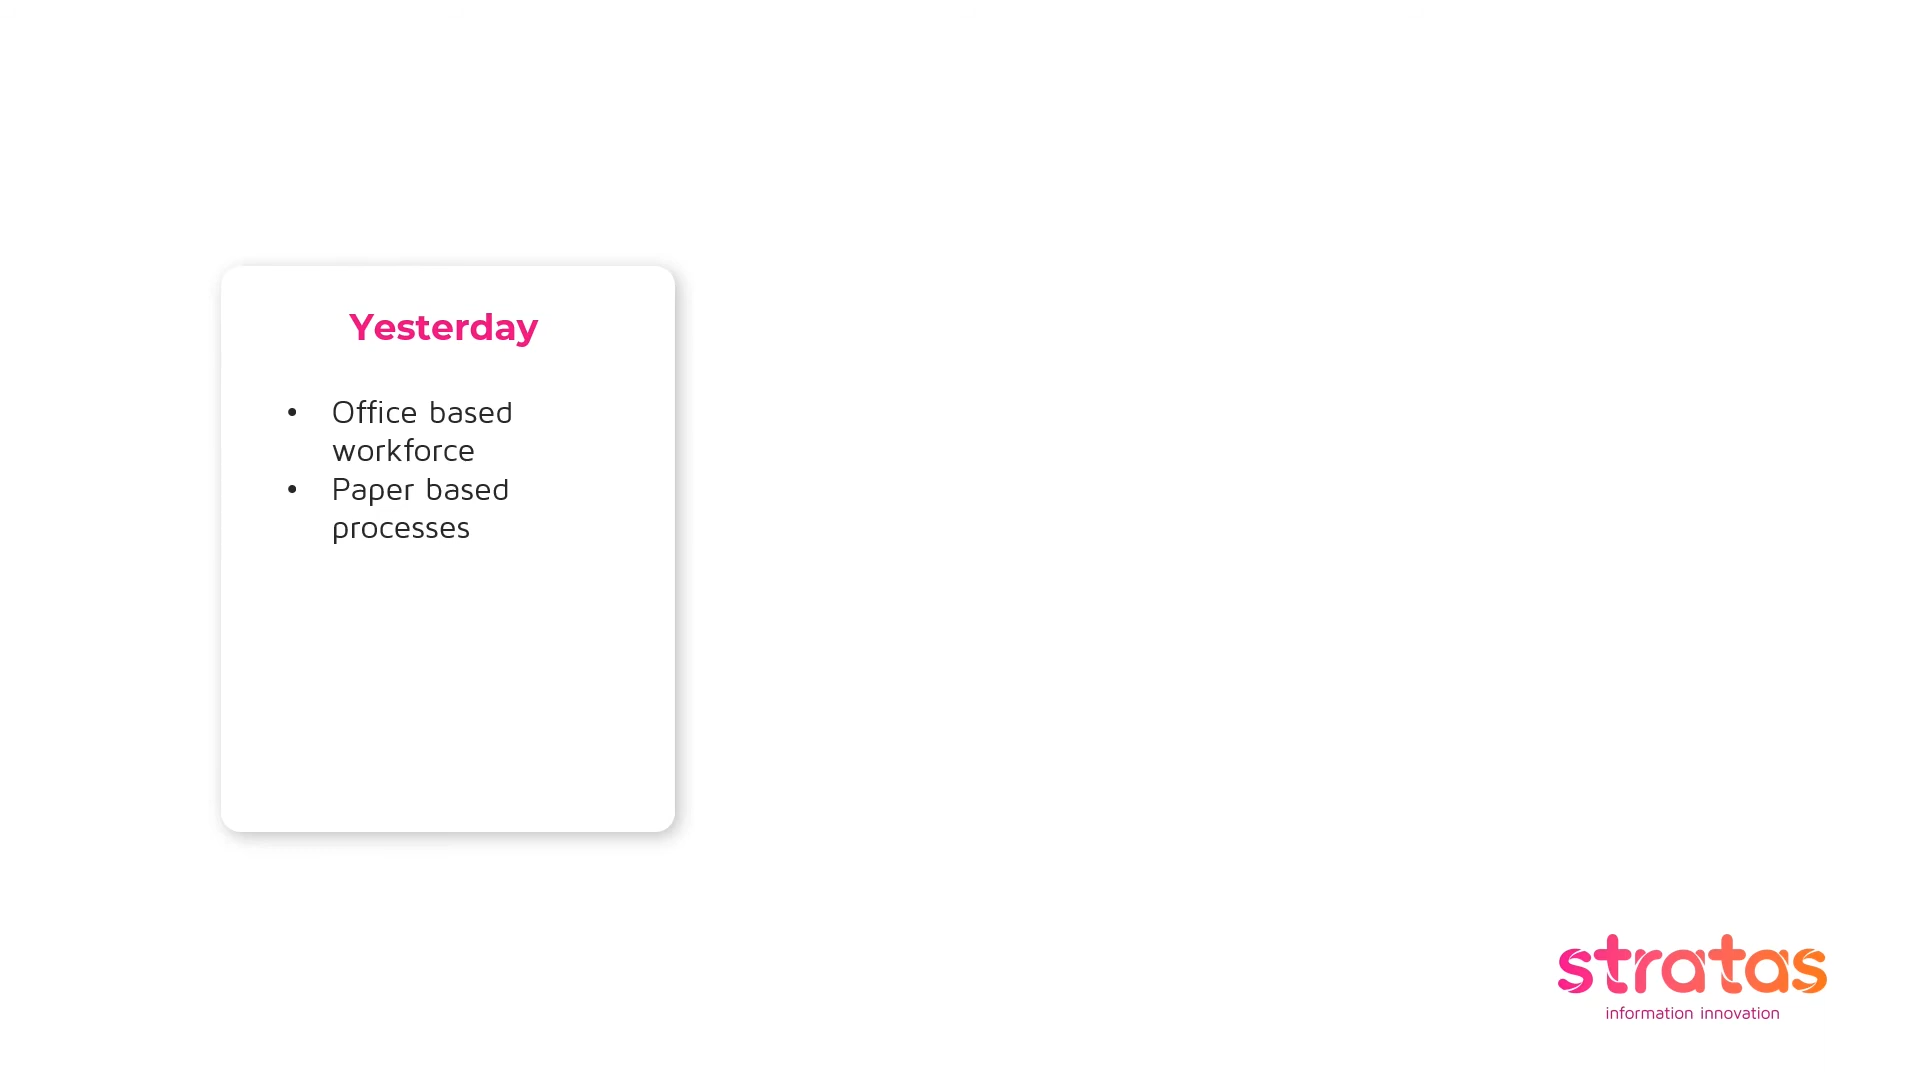 Yesterday
• Office based
workforce
• Paper based
processes
stratas
information innovation